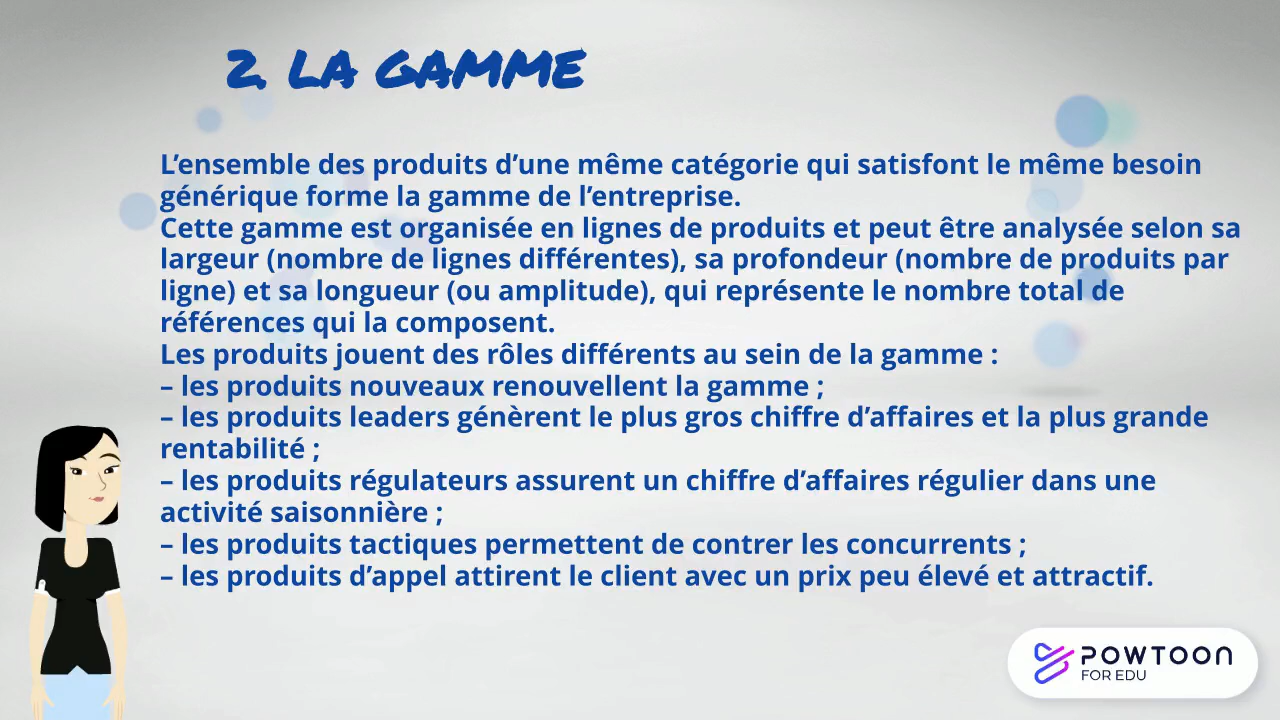 2. LA GAMME
L’ensemble des produits d’une même catégorie qui satisfont le même besoin
générique forme la gamme de l’entreprise.
Cette gamme est organisée en lignes de produits et peut être analysée selon sa
largeur (nombre de lignes différentes), sa profondeur (nombre de produits par
ligne) et sa longueur (ou amplitude), qui représente le nombre total de
références qui la composent.
Les produits jouent des rôles différents au sein de la gamme :
– les produits nouveaux renouvellent la gamme ;
– les produits leaders génèrent le plus gros chiffre d’affaires et la plus grande
rentabilité ;
– les produits régulateurs assurent un chiffre d’affaires régulier dans une
activité saisonnière ;
– les produits tactiques permettent de contrer les concurrents ;
– les produits d’appel attirent le client avec un prix peu élevé et attractif.
POWTOON
FOR EDU